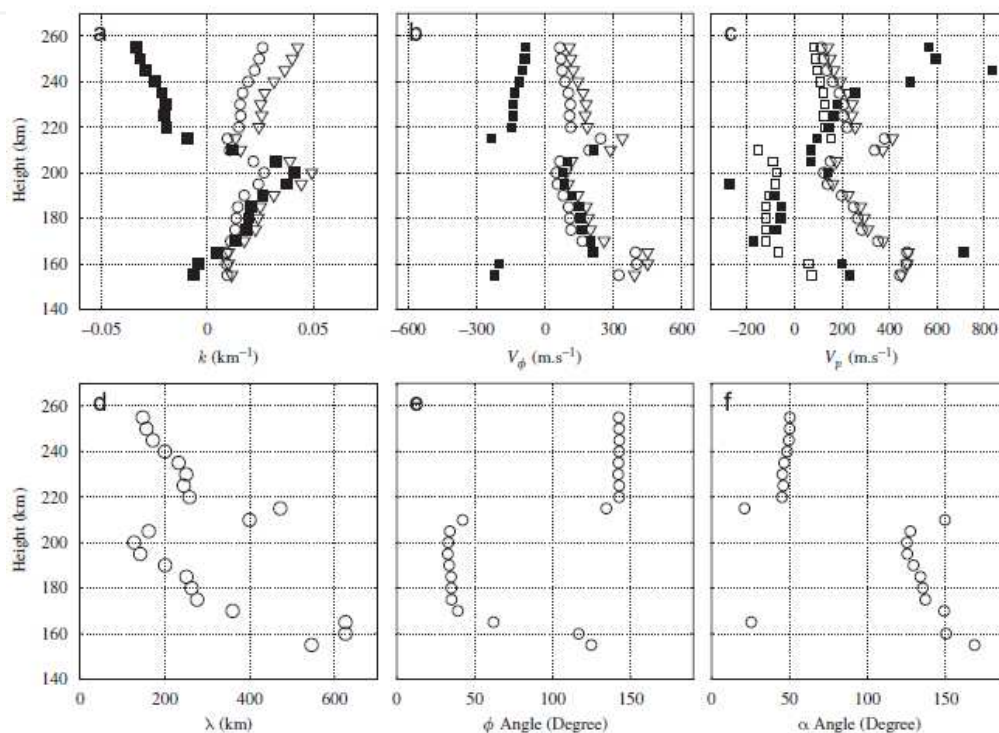 a
b
c
260
240
220
200
180
160
140
Height (km)
−0.05
0
0.05
k (km⁻¹)
−600
−300
0
300
600
V_ϕ (m.s⁻¹)
−200
0
200
400
600
800
V_p (m.s⁻¹)
d
e
f
260
240
220
200
180
160
140
Height (km)
0
200
400
600
λ (km)
0
50
100
150
ϕ Angle (Degree)
0
50
100
150
α Angle (Degree)